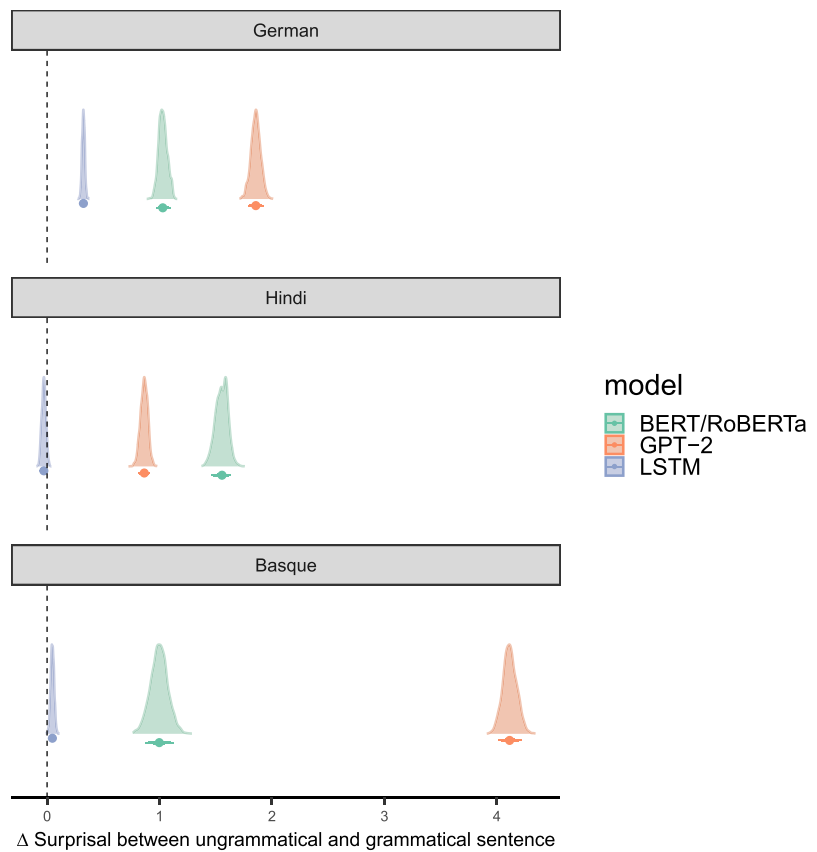 German
Hindi
model
BERT/RoBERTa
GPT−2
LSTM
Basque
0 1 2 3 4
Δ Surprisal between ungrammatical and grammatical sentence